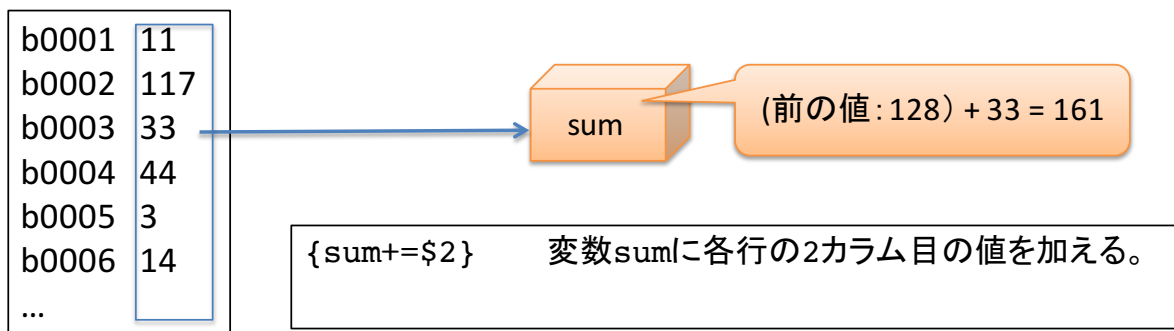 b0001 11
b0002 117
b0003 33
b0004 44
b0005 3
b0006 14
…
sum
(前の値:128) + 33 = 161
{sum+=$2} 変数sumに各行の2カラム目の値を加える。